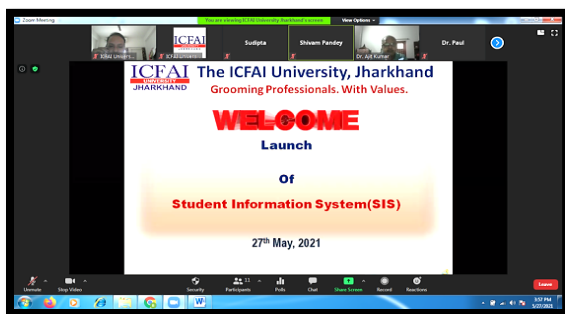 Zoom Meeting
You are viewing ICFAI University Jharkhand's screen
View Options
ICFAI
UNIVERSITY
Sudipta
Shivam Pandey
Dr. Ajit Kumar
Dr. Paul
ICFAI
UNIVERSITY
JHARKHAND
The ICFAI University, Jharkhand
Grooming Professionals. With Values.
WELCOME
Launch
Of
Student Information System(SIS)
27th May, 2021
Unmute
Stop Video
Security
Participants
11
Polls
Chat
Share Screen
Record
Reactions
Leave
3:57 PM
5/27/2021